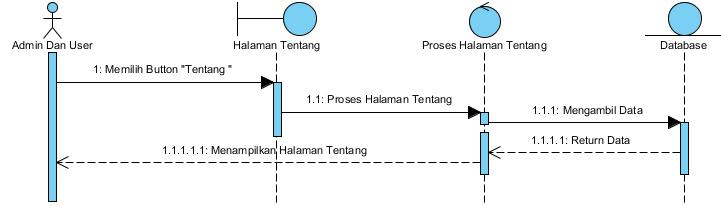 Admin Dan User
Halaman Tentang
Proses Halaman Tentang
Database
1: Memilih Button "Tentang "
1.1: Proses Halaman Tentang
1.1.1: Mengambil Data
1.1.1.1: Return Data
1.1.1.1.1: Menampilkan Halaman Tentang